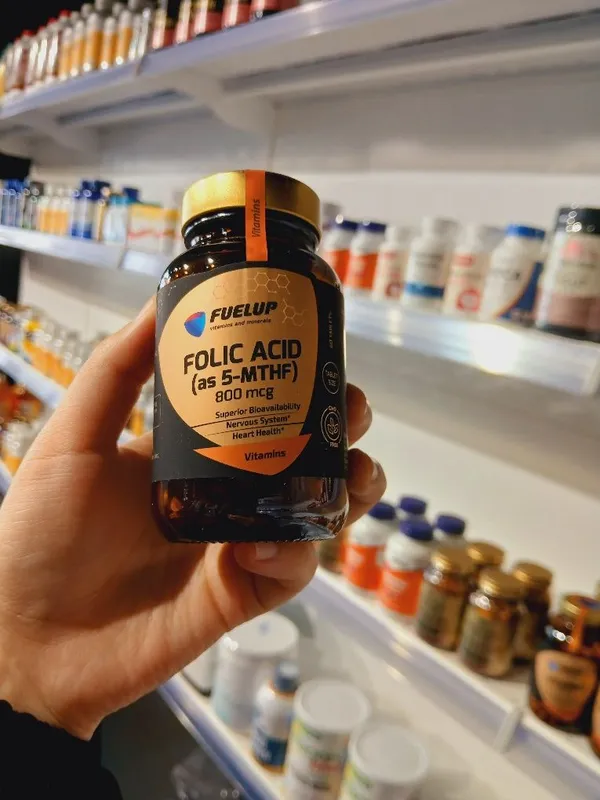 Vitamins
FUELUP
vitamins and minerals
FOLIC ACID
(as 5-MTHF)
800 mcg
Superior Bioavailability
Nervous System*
Heart Health*
Vitamins